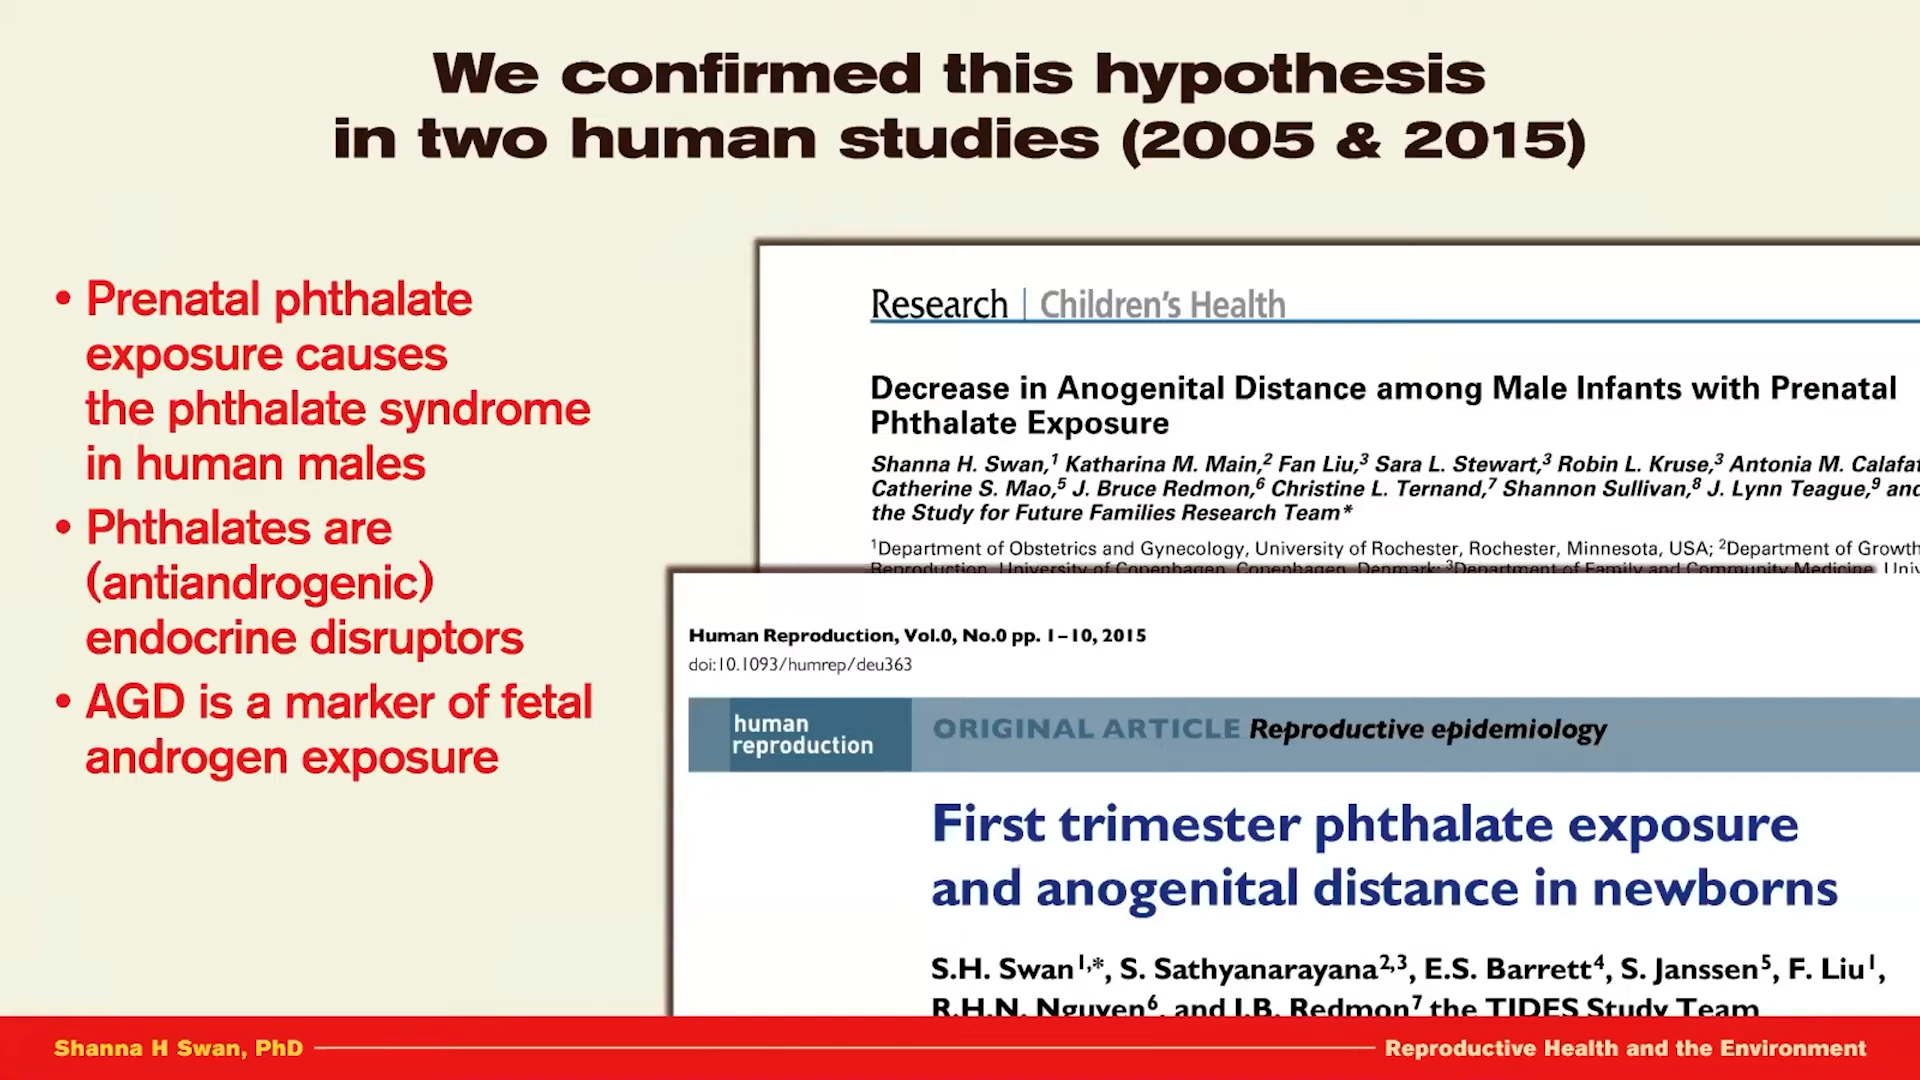 We confirmed this hypothesis
in two human studies (2005 & 2015)
• Prenatal phthalate
exposure causes
the phthalate syndrome
in human males
• Phthalates are
(antiandrogenic)
endocrine disruptors
• AGD is a marker of fetal
androgen exposure
Research | Children's Health
Decrease in Anogenital Distance among Male Infants with Prenatal
Phthalate Exposure
Shanna H. Swan,¹ Katharina M. Main,² Fan Liu,³ Sara L. Stewart,³ Robin L. Kruse,³ Antonia M. Calafat
Catherine S. Mao,⁵ J. Bruce Redmon,⁶ Christine L. Ternand,⁷ Shannon Sullivan,⁸ J. Lynn Teague,⁹ and
the Study for Future Families Research Team*
¹Department of Obstetrics and Gynecology, University of Rochester, Rochester, Minnesota, USA; ²Department of Growth
Reproduction, University of Copenhagen, Copenhagen, Denmark; ³Department of Family and Community Medicine, Univ
Human Reproduction, Vol.0, No.0 pp. 1–10, 2015
doi:10.1093/humrep/deu363
human
reproduction
ORIGINAL ARTICLE Reproductive epidemiology
First trimester phthalate exposure
and anogenital distance in newborns
S.H. Swan¹,*, S. Sathyanarayana²,³, E.S. Barrett⁴, S. Janssen⁵, F. Liu¹,
R.H.N. Nguyen⁶, and J.B. Redmon⁷ the TIDES Study Team
Shanna H Swan, PhD
Reproductive Health and the Environment